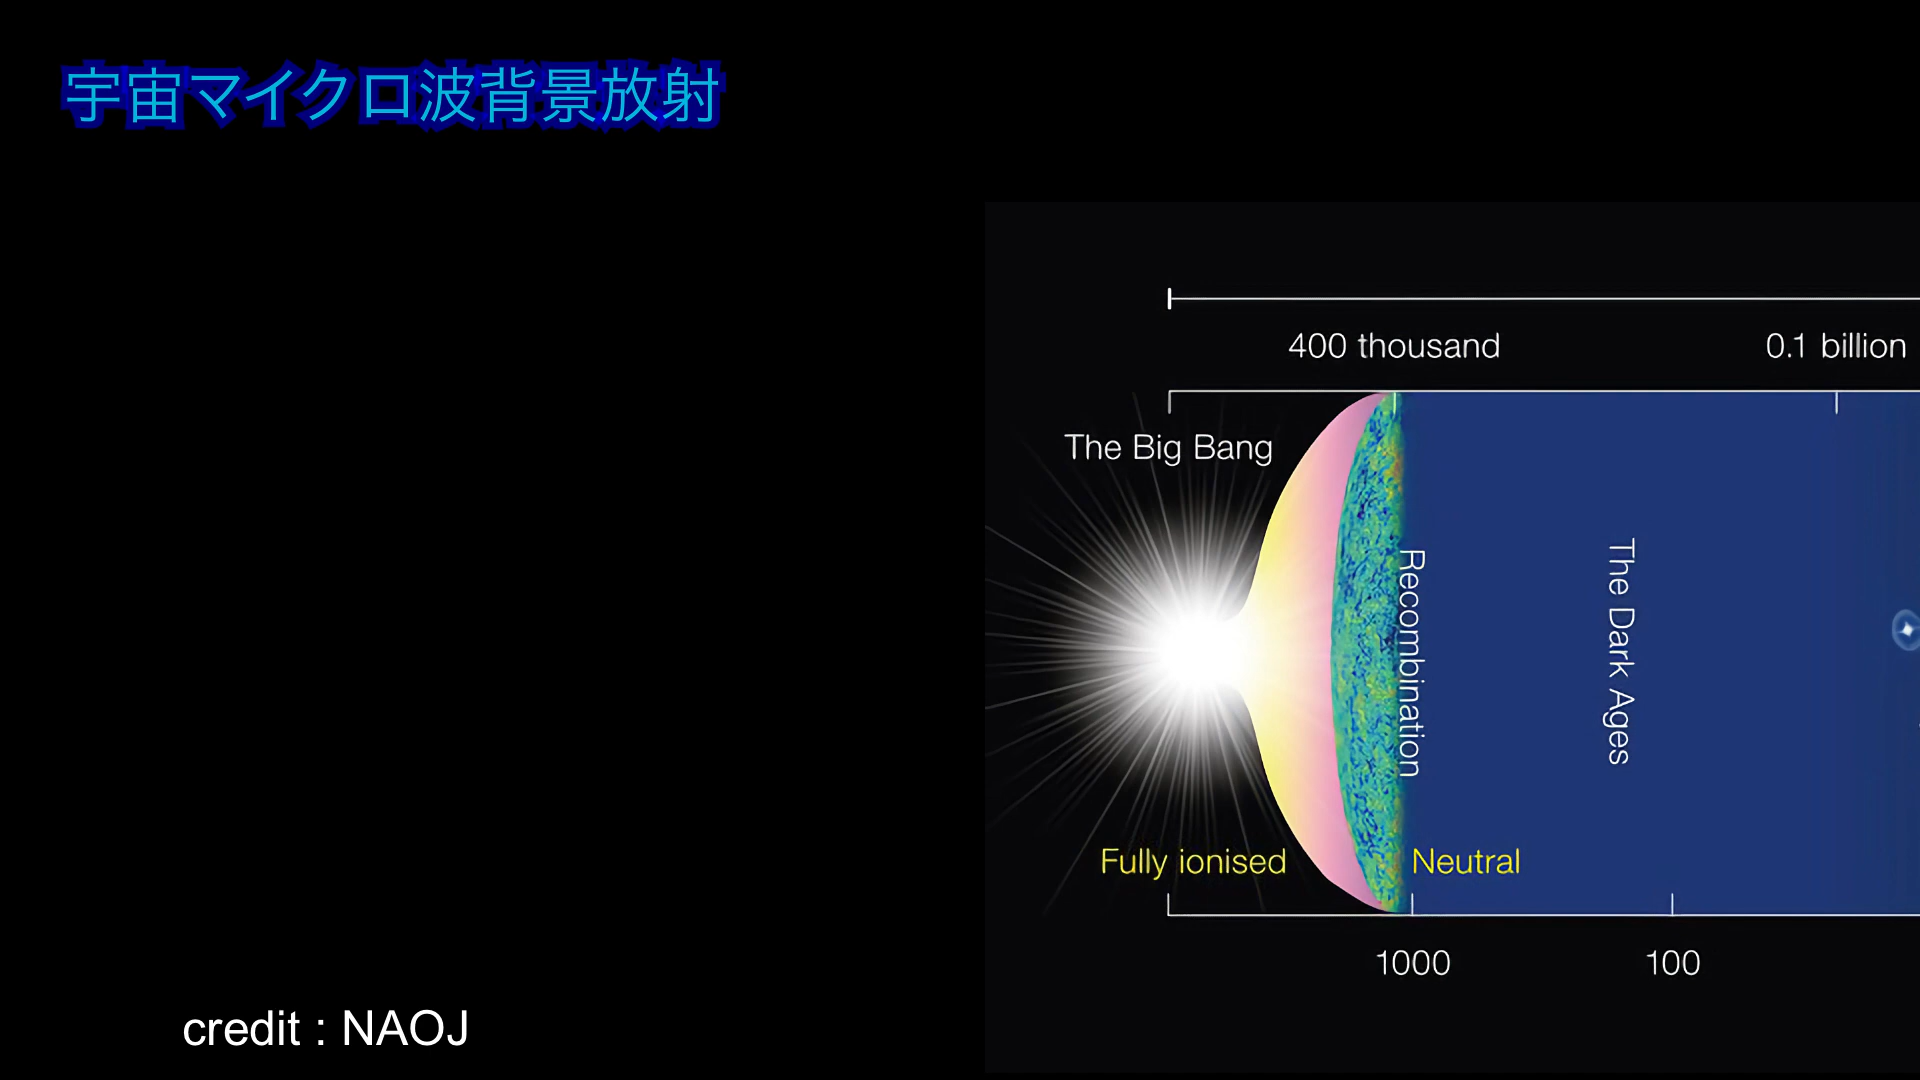 宇宙マイクロ波背景放射
400 thousand
0.1 billion
The Big Bang
Recombination
The Dark Ages
Fully ionised
Neutral
1000
100
credit : NAOJ